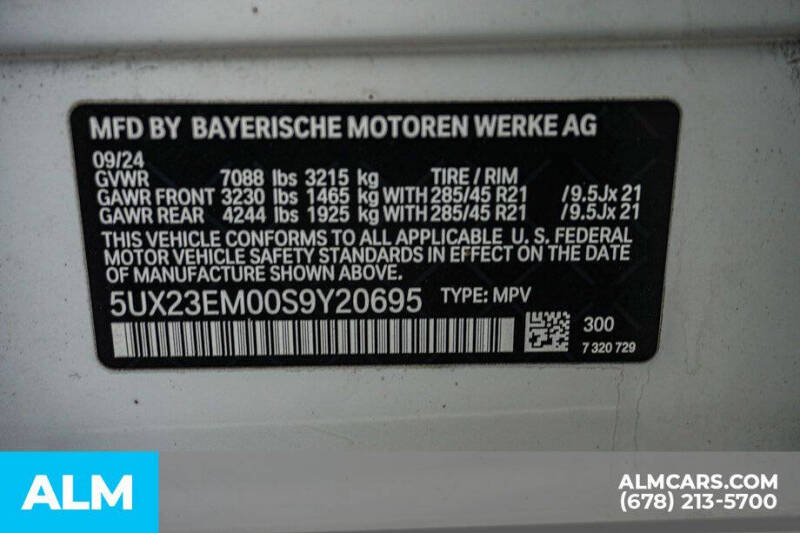 MFD BY BAYERISCHE MOTOREN WERKE AG
09/24
GVWR 7088 lbs 3215 kg TIRE / RIM
GAWR FRONT 3230 lbs 1465 kg WITH 285/45 R21 /9.5Jx 21
GAWR REAR 4244 lbs 1925 kg WITH 285/45 R21 /9.5Jx 21
THIS VEHICLE CONFORMS TO ALL APPLICABLE U. S. FEDERAL
MOTOR VEHICLE SAFETY STANDARDS IN EFFECT ON THE DATE
OF MANUFACTURE SHOWN ABOVE.
5UX23EM00S9Y20695 TYPE: MPV
300
7 320 729
ALM
ALMCARS.COM
(678) 213-5700